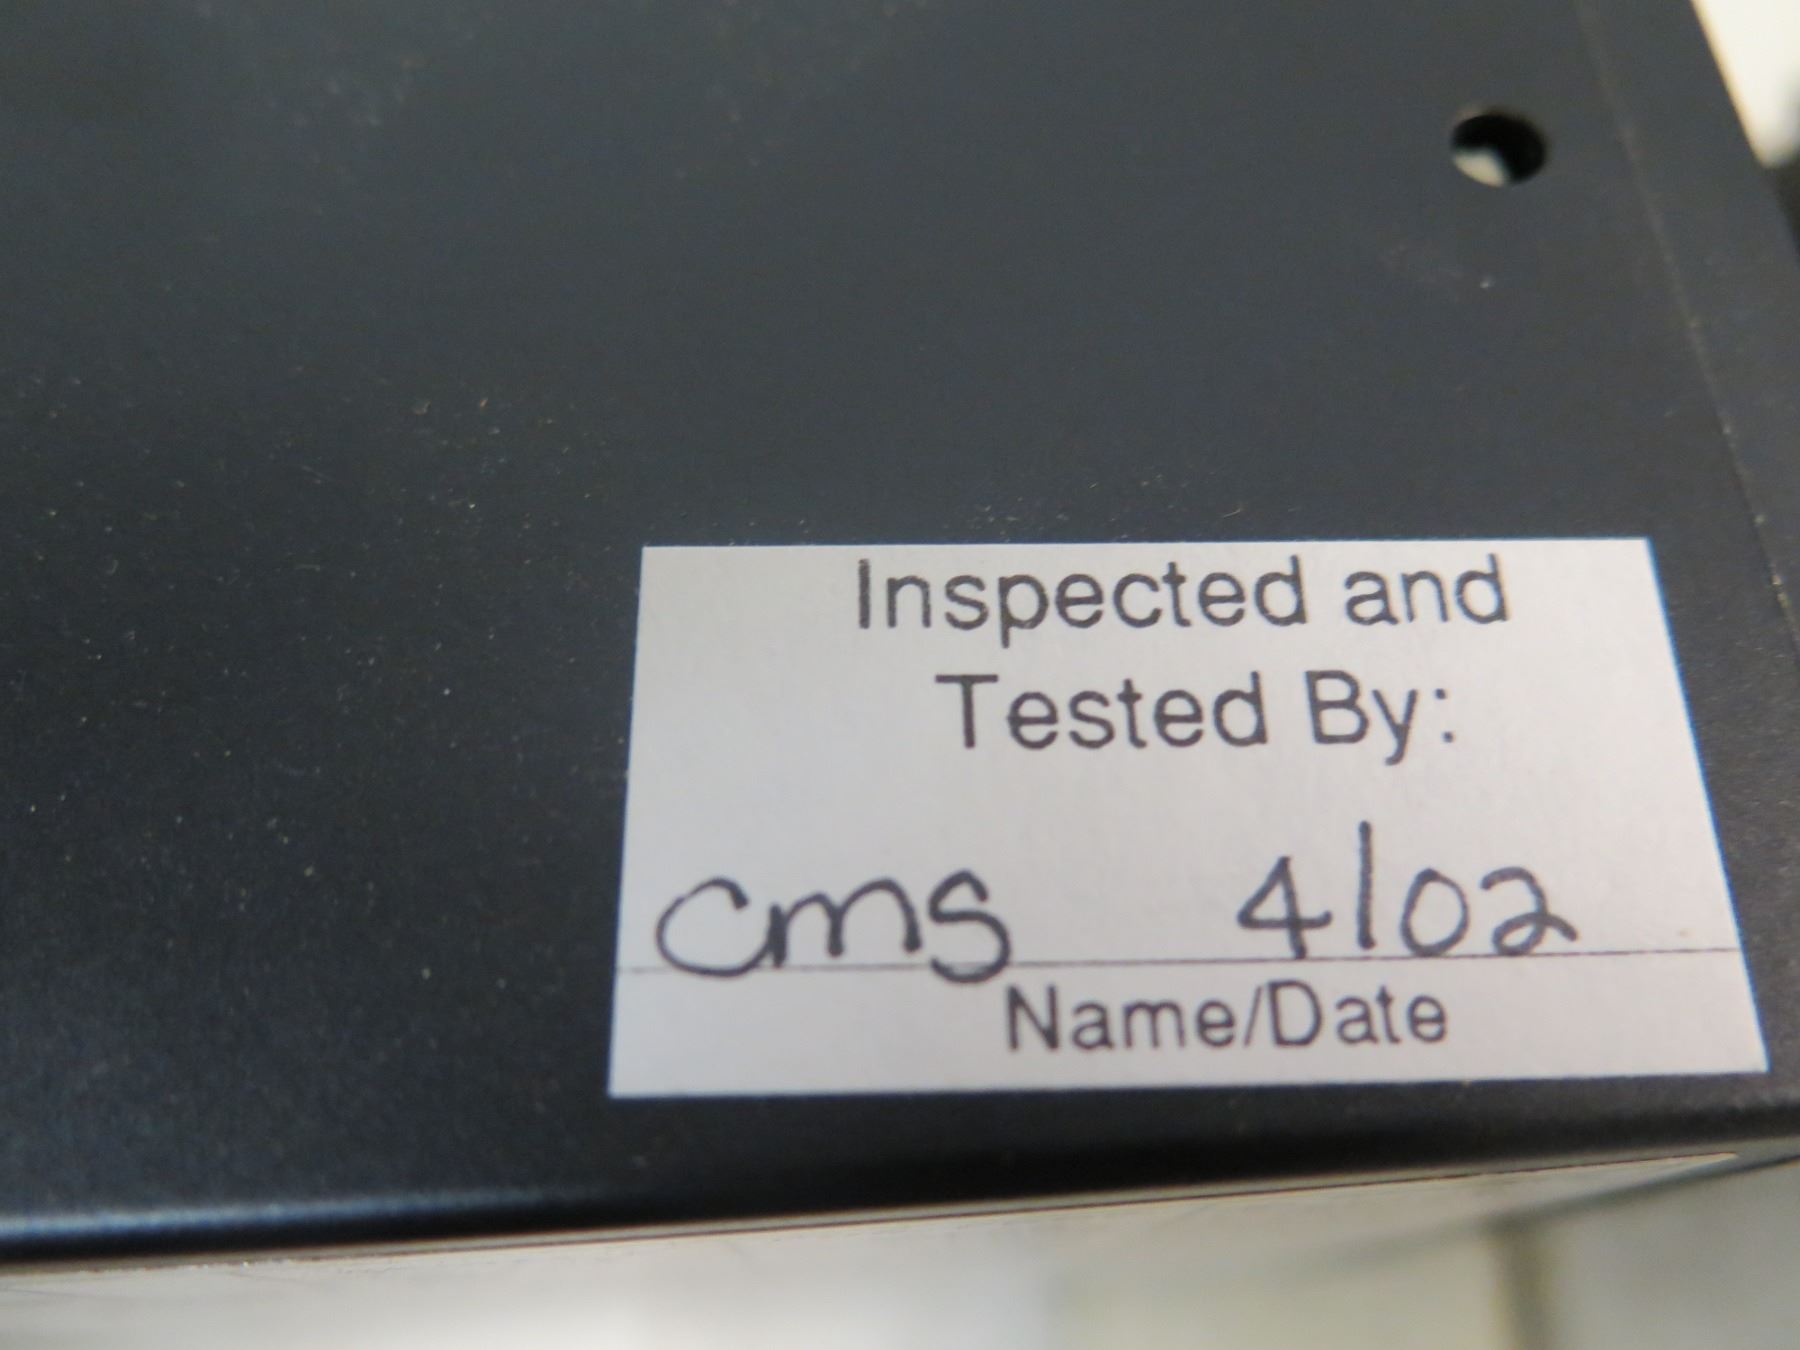 Inspected and
Tested By:
cms 4/02
Name/Date